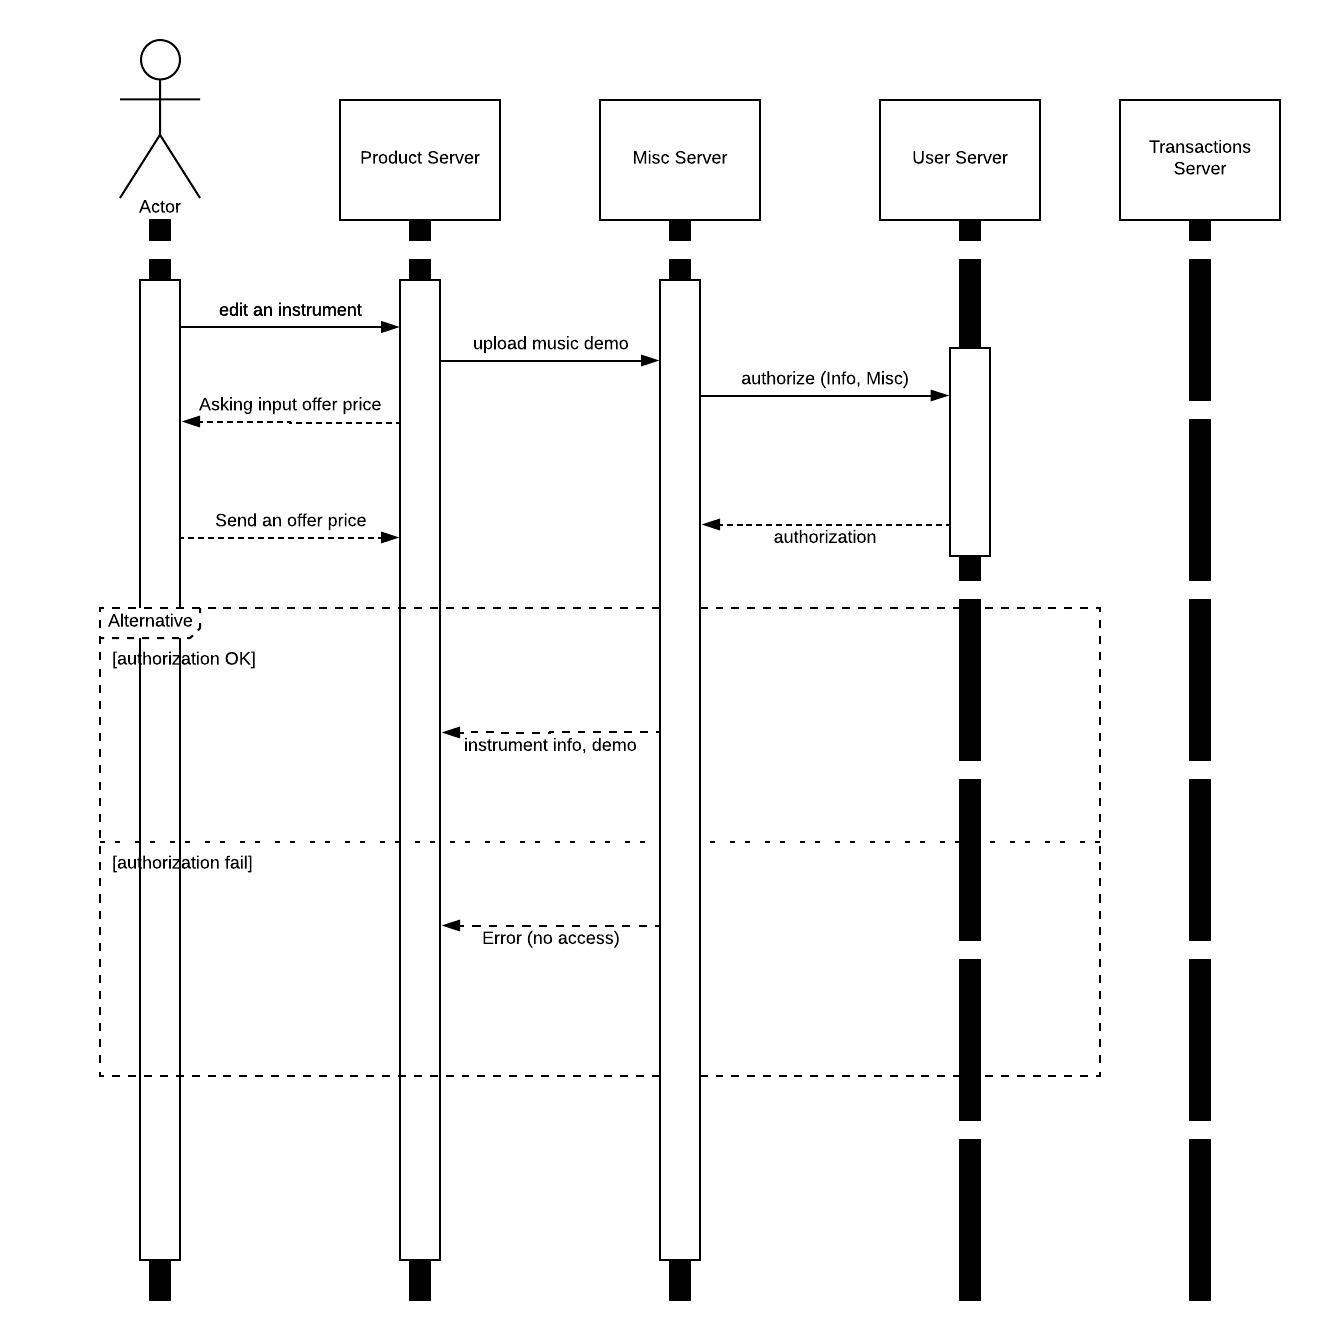 Actor
Product Server
Misc Server
User Server
Transactions
Server
edit an instrument
upload music demo
authorize (Info, Misc)
Asking input offer price
Send an offer price
authorization
Alternative
[authorization OK]
instrument info, demo
[authorization fail]
Error (no access)